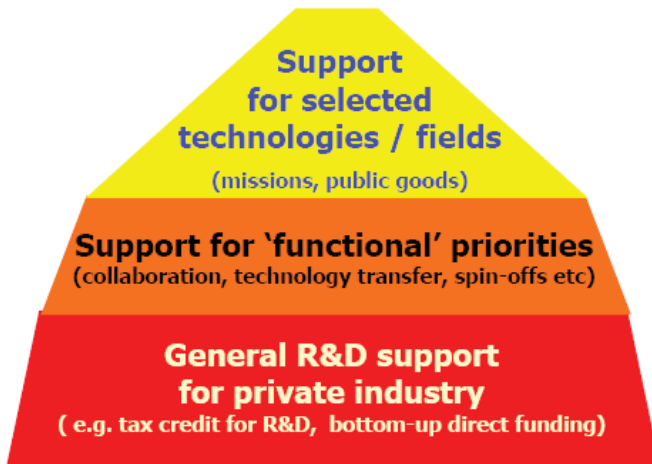 Support
for selected
technologies / fields
(missions, public goods)
Support for ‘functional’ priorities
(collaboration, technology transfer, spin-offs etc)
General R&D support
for private industry
( e.g. tax credit for R&D, bottom-up direct funding)